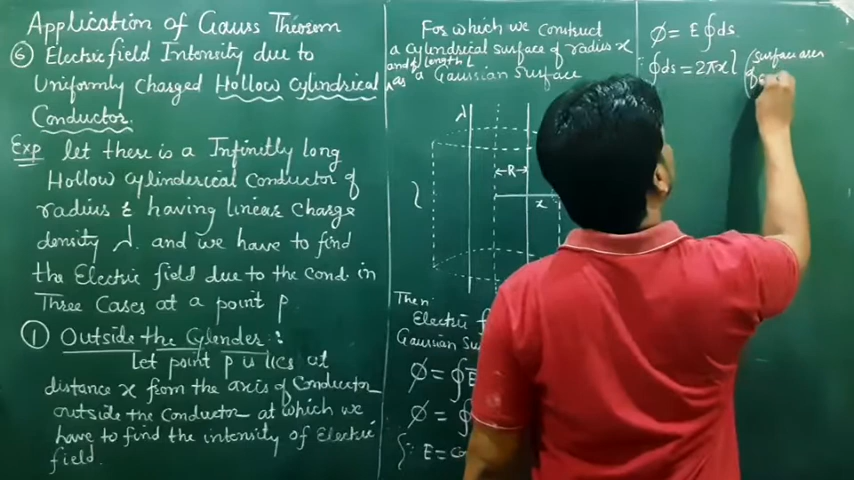 Application of Gauss Theorem
⑥ Electric field Intensity due to
Uniformly Charged Hollow Cylindrical
Conductor.
Exp let there is a Infinitly long
Hollow Cylinderical Conductor of
radius & having linear Charge
density λ. and we have to find
the Electric field due to the Cond. in
Three Cases at a point P
① Outside the Cylender :
Let point P is at
distance x from the axis of Conductor
outside the Conductor at which we
have to find the intensity of Electric
field.
For which we Construct
a Cylendrical surface of radius x
and of length l
as a Gaussian Surface
λ
R
l
x
Then
Electric
Gaussian
ϕ = ∮E
ϕ = ∮
∵ E =
ϕ = E ∮ds
∵ ∮ds = 2πxl (Surface area
of